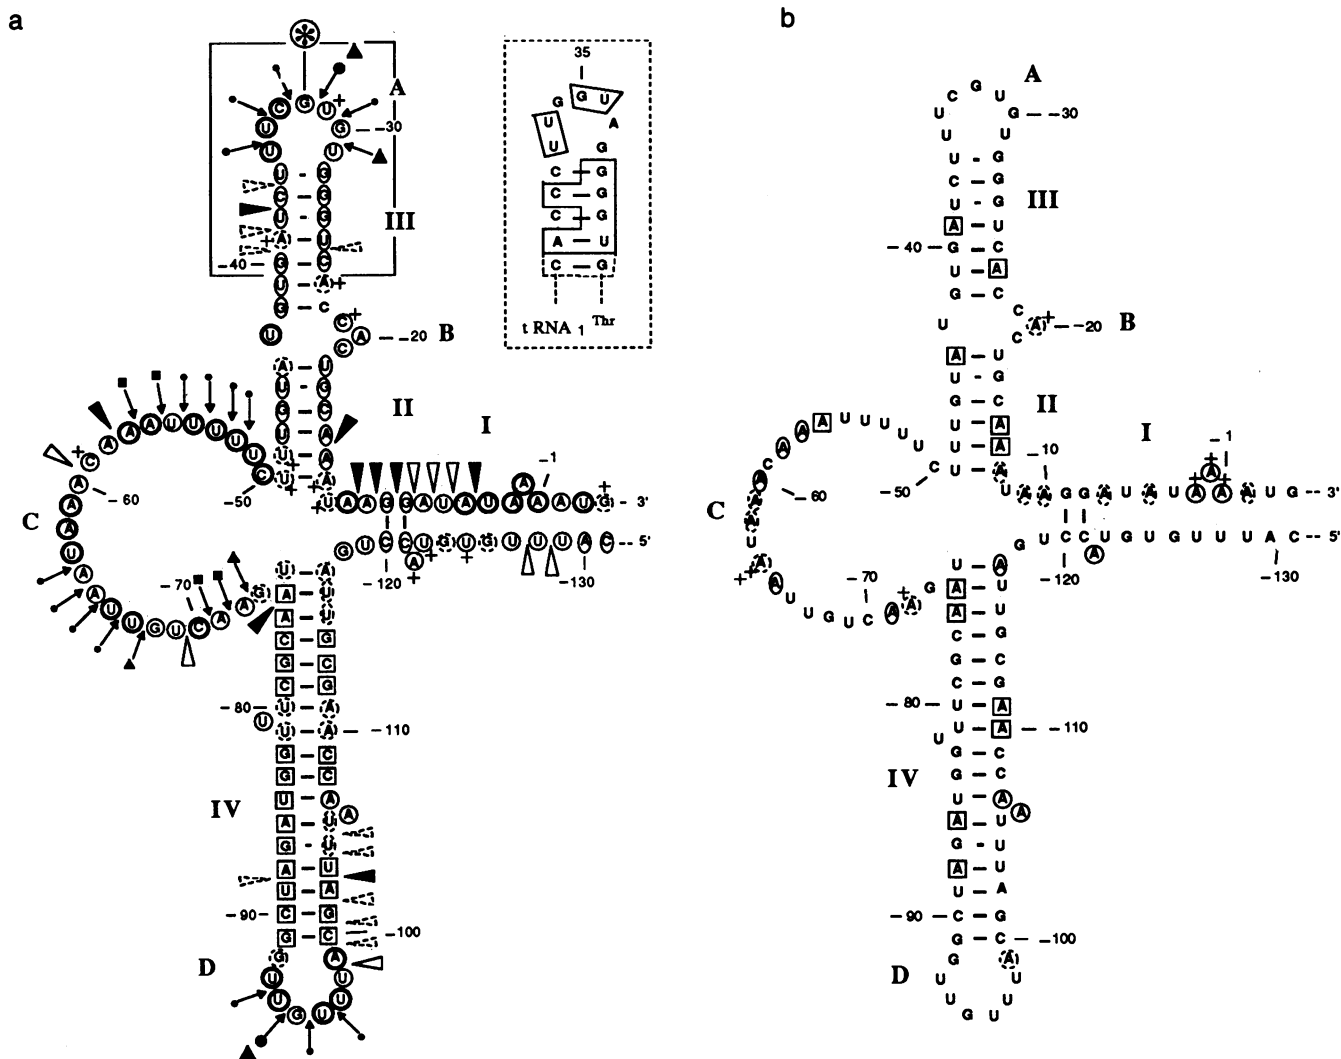 a
A
C G U +
U G – -30
U U
U - G
C - G
U - G
III
+ A - U
-40 – G - C
U - A +
G - C
U C +
A – -20 B
C
A - U
U - G
G - C
II
U - A
U - A
U - A
I
-1
C U U U U U A A A C + A
-50
-60
C
A A U A A U U G U C A A G
-70
+ U A A G G A U A U A A A A U G + - 3'
G U C C U G U G U U U A C -- 5'
A + +
-120
-130
U - A
A - U
A - U
C - G
G - C
C - G
-80 – U - A
U
U - A – -110
G - C
G - C
IV
U - A
A
A - U
G - U
A - U
U - A
-90 – C - G
G - C – -100
D
G A
U U
U U
G U
35
G G U
U A
U G
C - G
C - G
C - G
A - U
C - G
tRNA 1 Thr
b
A
C G U
U G – -30
U U
U - G
C - G
III
U - G
A - U
-40 – G - C
U - A
G - C
U C
A + – -20 B
C
A - U
U - G
G - C
II
U - A
U - A
U - A
I
-10
-1
C U U U U U A A A C A
-50
-60
C
A A U A A U U G U C A A G
-70
U A A G G A U A U A A A A U G -- 3'
G U C C U G U G U U U A C -- 5'
A
-120
-130
U - A
A - U
A - U
C - G
G - C
C - G
-80 – U - A
U
U - A – -110
G - C
G - C
IV
U - A
A
A - U
G - U
A - U
U - A
-90 – C - G
G - C – -100
D
G A
U U
U U
G U